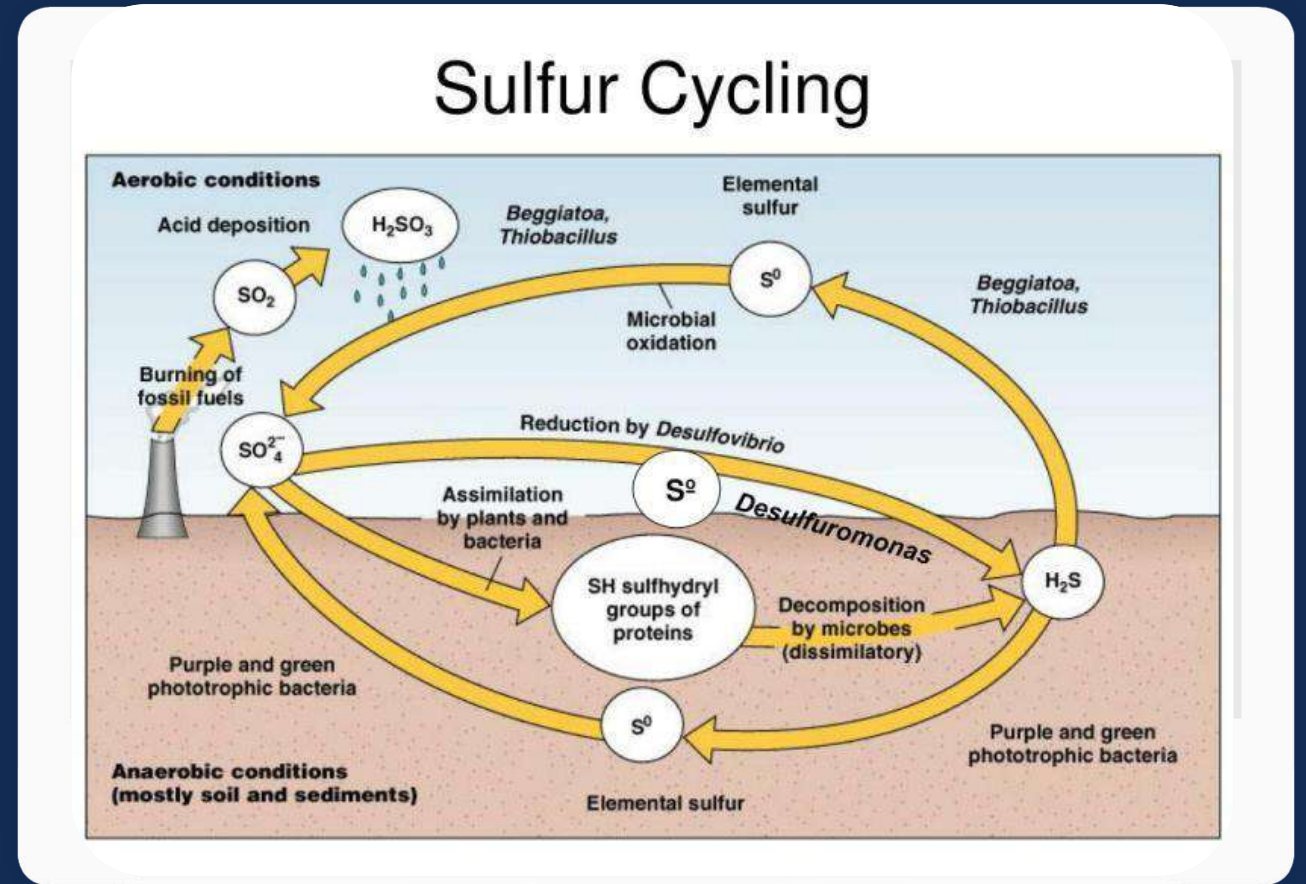 Sulfur Cycling
Aerobic conditions
Acid deposition
H₂SO₃
SO₂
Burning of
fossil fuels
Beggiatoa,
Thiobacillus
Elemental
sulfur
S⁰
Beggiatoa,
Thiobacillus
Microbial
oxidation
SO₄²⁻
Reduction by Desulfovibrio
Sº
Desulfuromonas
Assimilation
by plants and
bacteria
SH sulfhydryl
groups of
proteins
Decomposition
by microbes
(dissimilatory)
H₂S
Purple and green
phototrophic bacteria
S⁰
Elemental sulfur
Purple and green
phototrophic bacteria
Anaerobic conditions
(mostly soil and sediments)